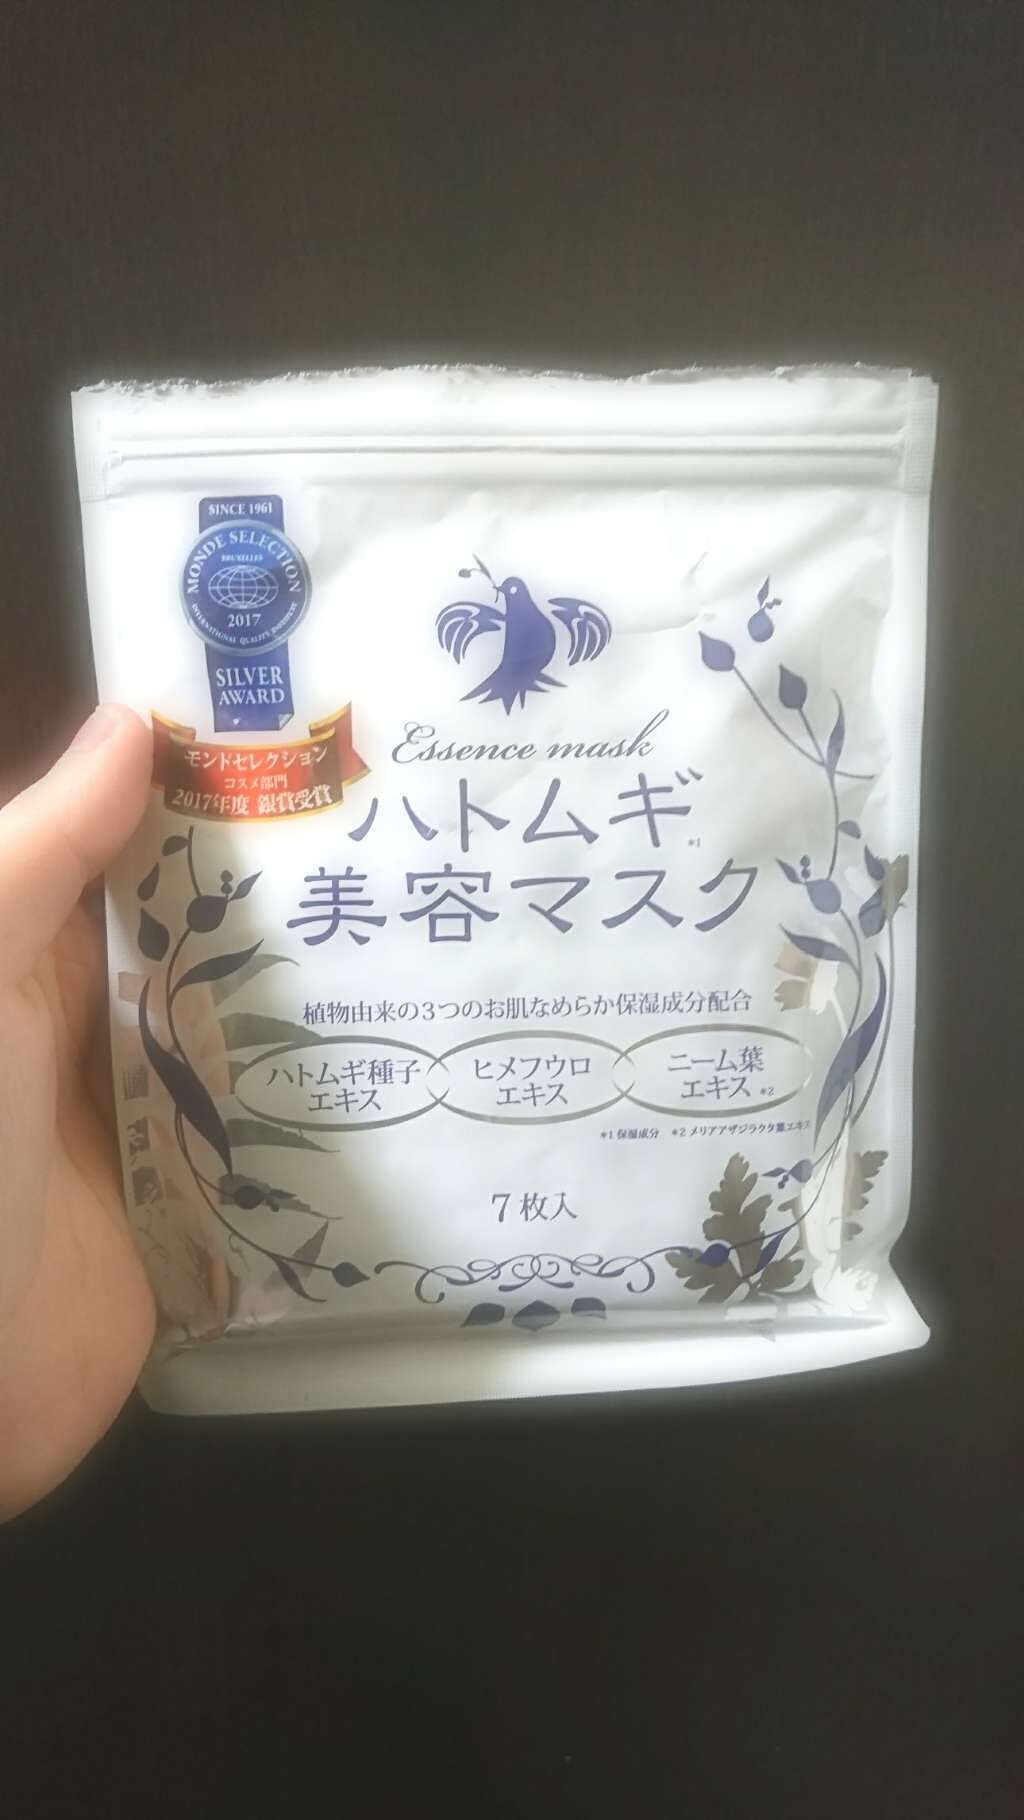 SINCE 1961
MONDE SELECTION
BRUXELLES
2017
INTERNATIONAL QUALITY INSTITUTE
SILVER
AWARD
モンドセレクション
コスメ部門
2017年度 銀賞受賞
Essence mask
ハトムギ*1
美容マスク
植物由来の3つのお肌なめらか保湿成分配合
ハトムギ種子
エキス
ヒメフウロ
エキス
ニーム葉
エキス*2
*1 保湿成分 *2 メリアアザジラクタ葉エキス
7枚入